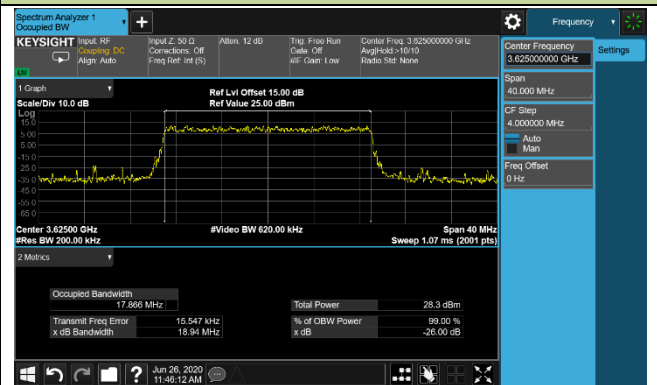 Spectrum Analyzer 1
Occupied BW
Frequency
KEYSIGHT
Input: RF
Coupling: DC
Align: Auto
Input Z: 50 Ω
Corrections: Off
Freq Ref: Int (S)
Atten: 12 dB
Trig: Free Run
Gate: Off
#IF Gain: Low
Center Freq: 3.625000000 GHz
Avg|Hold:>10/10
Radio Std: None
Center Frequency
3.625000000 GHz
Settings
Span
40.000 MHz
CF Step
4.000000 MHz
Auto
Man
Freq Offset
0 Hz
1 Graph
Scale/Div 10.0 dB
Ref Lvl Offset 15.00 dB
Ref Value 25.00 dBm
Log
15.0
5.00
-5.00
-15.0
-25.0
-35.0
-45.0
-55.0
-65.0
Center 3.62500 GHz
#Video BW 620.00 kHz
Span 40 MHz
#Res BW 200.00 kHz
Sweep 1.07 ms (2001 pts)
2 Metrics
Occupied Bandwidth
17.866 MHz
Total Power
28.3 dBm
Transmit Freq Error
15.547 kHz
% of OBW Power
99.00 %
x dB Bandwidth
18.94 MHz
x dB
-26.00 dB
Jun 26, 2020
11:46:12 AM